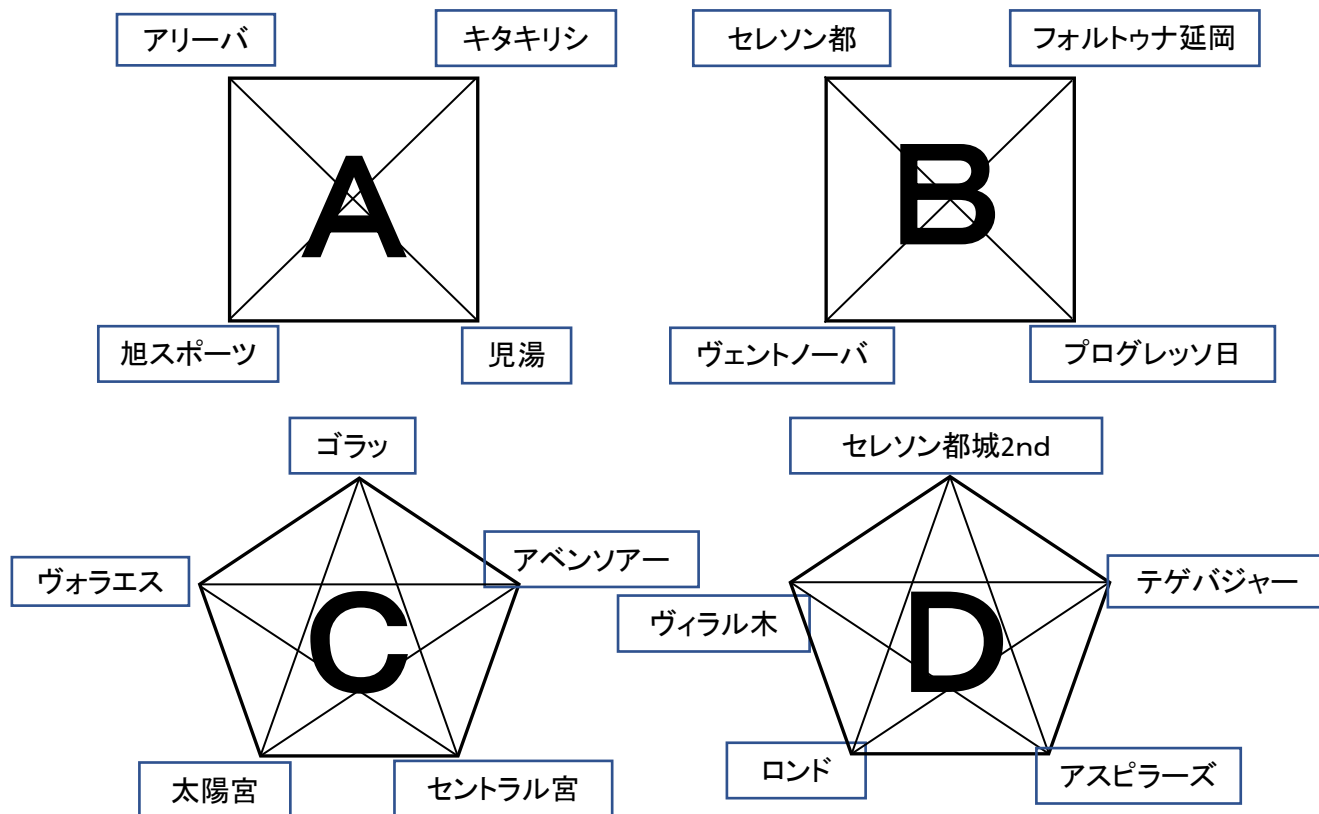 アリーバ
キタキリシ
A
旭スポーツ
児湯
セレソン都
フォルトゥナ延岡
B
ヴェントノーバ
プログレッソ日
ゴラッ
ヴォラエス
アベンソアー
C
太陽宮
セントラル宮
セレソン都城2nd
テゲバジャー
ヴィラル木
D
ロンド
アスピラーズ